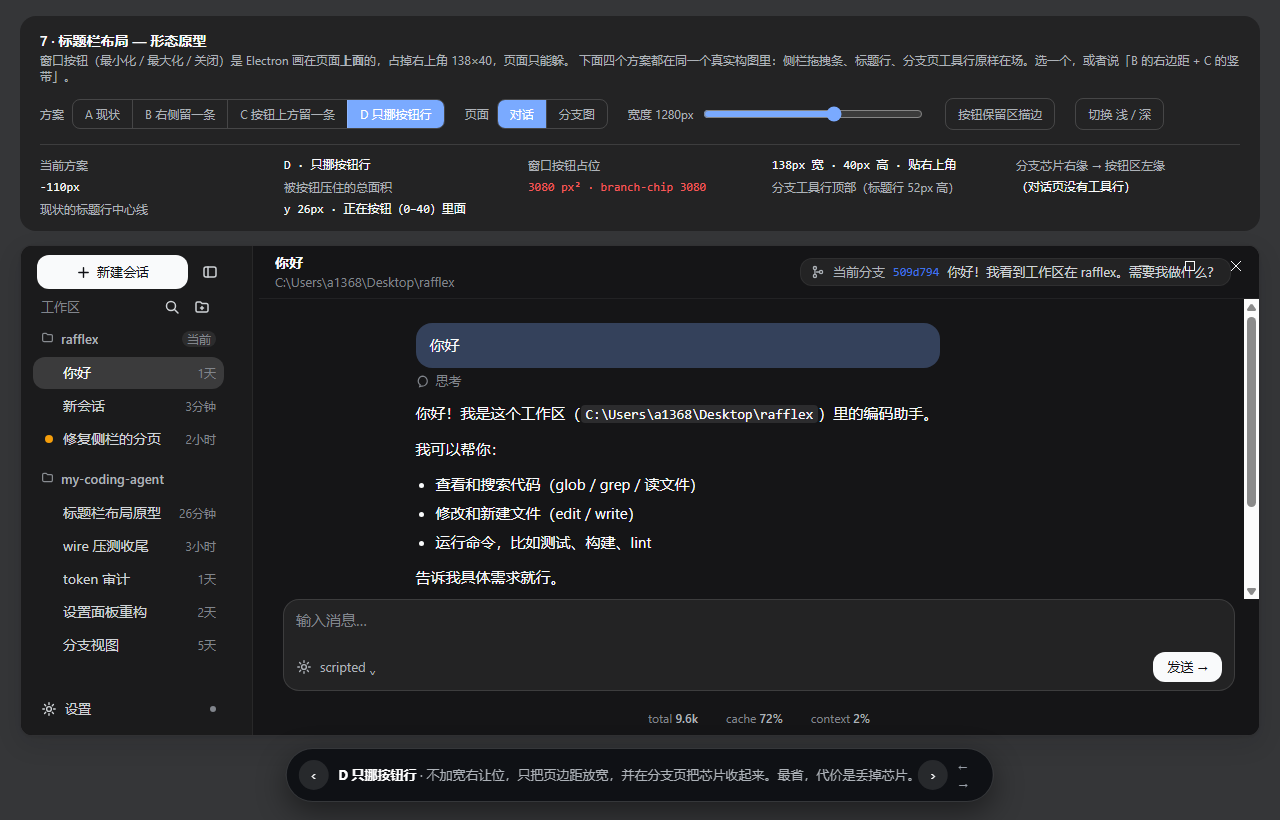 7 · 标题栏布局 — 形态原型
窗口按钮（最小化 / 最大化 / 关闭）是 Electron 画在页面上面的，占掉右上角 138×40，页面只能躲。 下面四个方案都在同一个真实构图里：侧栏拖拽条、标题行、分支页工具行原样在场。选一个，或者说「B 的右边距 + C 的竖
带」。
方案 A 现状 B 右侧留一条 C 按钮上方留一条 D 只挪按钮行 页面 对话 分支图 宽度 1280px 按钮保留区描边 切换 浅 / 深
当前方案 D · 只挪按钮行 窗口按钮占位 138px 宽 · 40px 高 · 贴右上角 分支芯片右缘 → 按钮区左缘
-110px 被按钮压住的总面积 3080 px² · branch-chip 3080 分支工具行顶部（标题行 52px 高） （对话页没有工具行）
现状的标题行中心线 y 26px · 正在按钮（0–40）里面
+ 新建会话
工作区
rafflex 当前
你好 1天
新会话 3分钟
修复侧栏的分页 2小时
my-coding-agent
标题栏布局原型 26分钟
wire 压测收尾 3小时
token 审计 1天
设置面板重构 2天
分支视图 5天
设置
你好
C:\Users\a1368\Desktop\rafflex
当前分支 509d794 你好！我看到工作区在 rafflex。需要我做什么？
你好
思考
你好！我是这个工作区（C:\Users\a1368\Desktop\rafflex）里的编码助手。
我可以帮你：
• 查看和搜索代码（glob / grep / 读文件）
• 修改和新建文件（edit / write）
• 运行命令，比如测试、构建、lint
告诉我具体需求就行。
输入消息...
scripted
发送 →
total 9.6k cache 72% context 2%
‹ D 只挪按钮行 · 不加宽右让位，只把页边距放宽，并在分支页把芯片收起来。最省，代价是丢掉芯片。 › ←
→